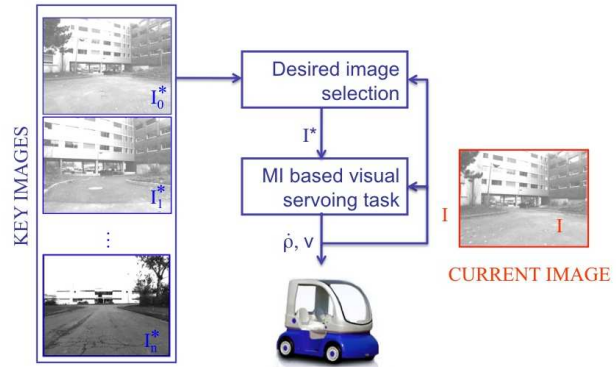 KEY IMAGES
I₀*
I₁*
⋮
Iₙ*
Desired image
selection
I*
MI based visual
servoing task
ρ̇, v
I
I
CURRENT IMAGE